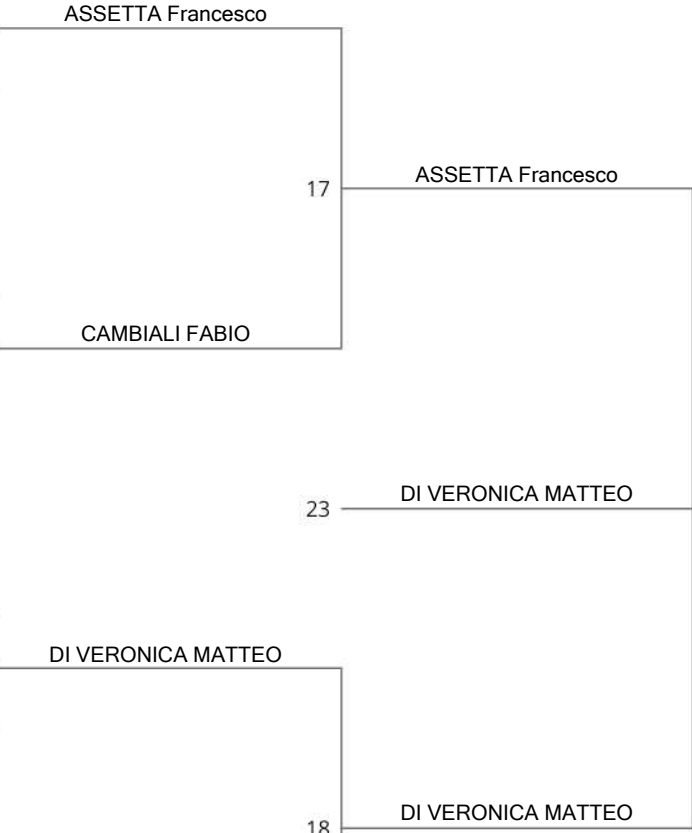 ASSETTA Francesco
17
ASSETTA Francesco
CAMBIALI FABIO
23
DI VERONICA MATTEO
DI VERONICA MATTEO
18
DI VERONICA MATTEO